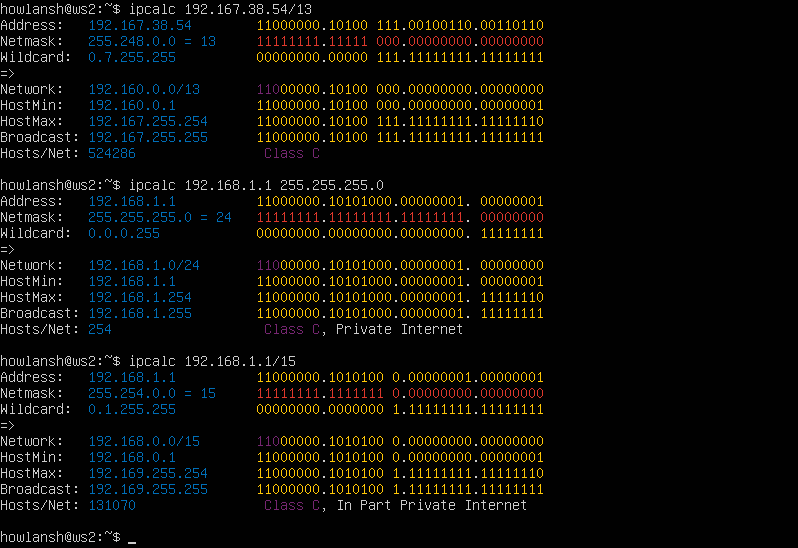 howlansh@ws2:~$ ipcalc 192.167.38.54/13
Address:   192.167.38.54        11000000.10100 111.00100110.00110110
Netmask:   255.248.0.0 = 13     11111111.11111 000.00000000.00000000
Wildcard:  0.7.255.255          00000000.00000 111.11111111.11111111
=>
Network:   192.160.0.0/13       11000000.10100 000.00000000.00000000
HostMin:   192.160.0.1          11000000.10100 000.00000000.00000001
HostMax:   192.167.255.254      11000000.10100 111.11111111.11111110
Broadcast: 192.167.255.255      11000000.10100 111.11111111.11111111
Hosts/Net: 524286                Class C
howlansh@ws2:~$ ipcalc 192.168.1.1 255.255.255.0
Address:   192.168.1.1          11000000.10101000.00000001. 00000001
Netmask:   255.255.255.0 = 24   11111111.11111111.11111111. 00000000
Wildcard:  0.0.0.255            00000000.00000000.00000000. 11111111
=>
Network:   192.168.1.0/24       11000000.10101000.00000001. 00000000
HostMin:   192.168.1.1          11000000.10101000.00000001. 00000001
HostMax:   192.168.1.254        11000000.10101000.00000001. 11111110
Broadcast: 192.168.1.255        11000000.10101000.00000001. 11111111
Hosts/Net: 254                   Class C, Private Internet
howlansh@ws2:~$ ipcalc 192.168.1.1/15
Address:   192.168.1.1          11000000.1010100 0.00000001.00000001
Netmask:   255.254.0.0 = 15     11111111.1111111 0.00000000.00000000
Wildcard:  0.1.255.255          00000000.0000000 1.11111111.11111111
=>
Network:   192.168.0.0/15       11000000.1010100 0.00000000.00000000
HostMin:   192.168.0.1          11000000.1010100 0.00000000.00000001
HostMax:   192.169.255.254      11000000.1010100 1.11111111.11111110
Broadcast: 192.169.255.255      11000000.1010100 1.11111111.11111111
Hosts/Net: 131070                Class C, In Part Private Internet
howlansh@ws2:~$ _